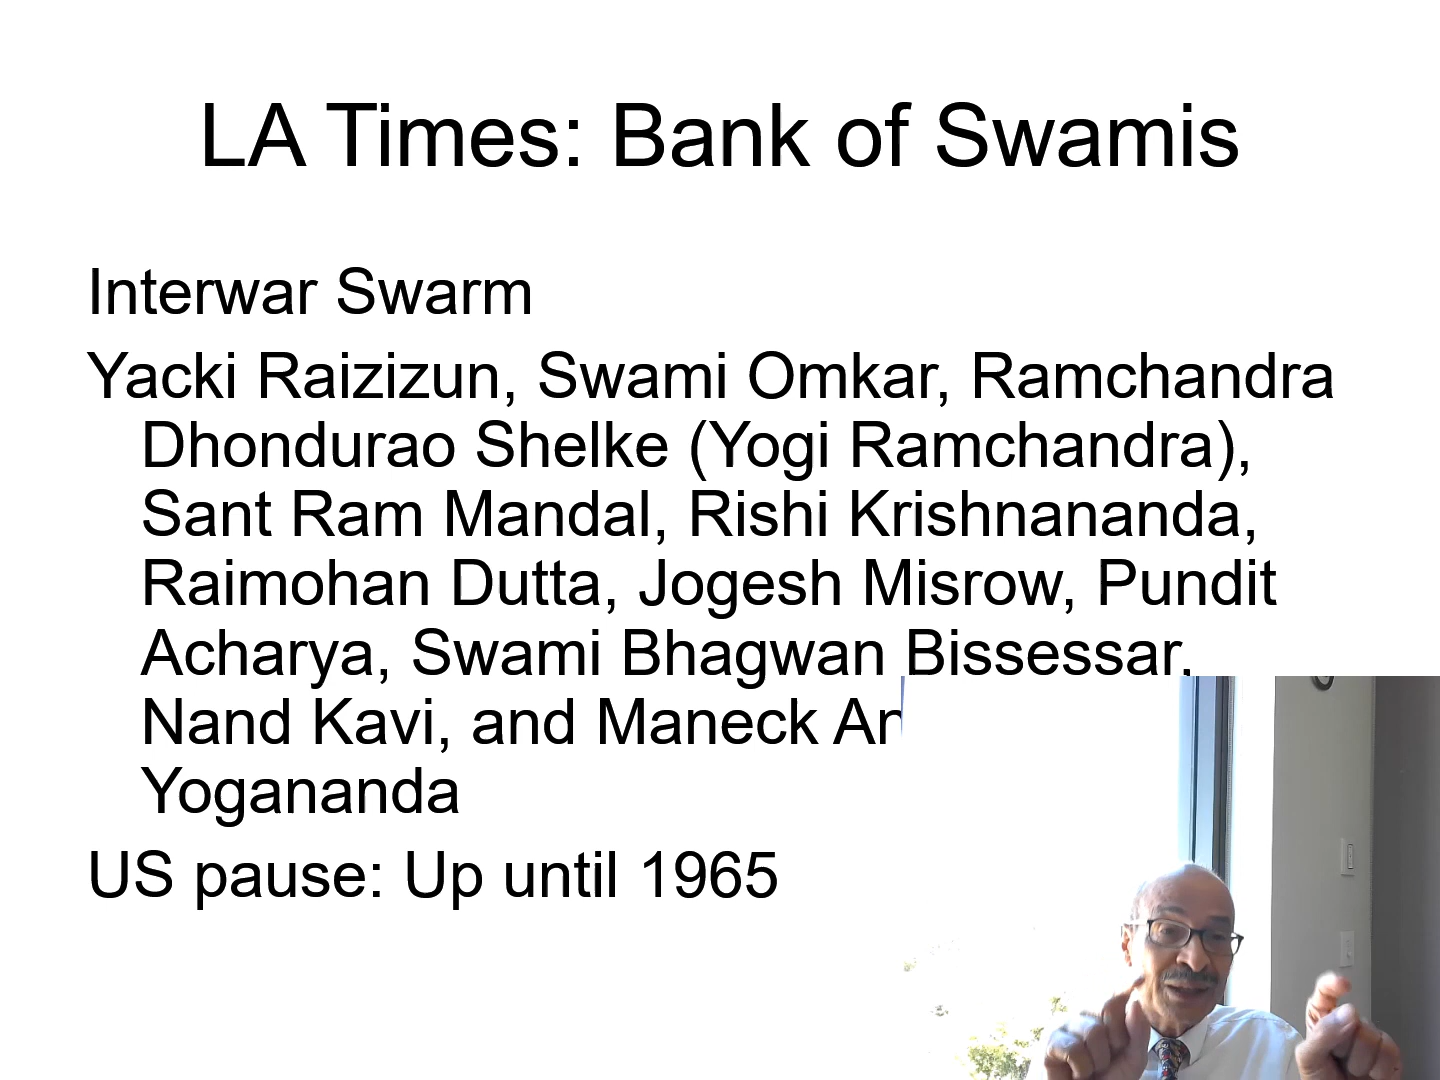 LA Times: Bank of Swamis
Interwar Swarm
Yacki Raizizun, Swami Omkar, Ramchandra
Dhondurao Shelke (Yogi Ramchandra),
Sant Ram Mandal, Rishi Krishnananda,
Raimohan Dutta, Jogesh Misrow, Pundit
Acharya, Swami Bhagwan Bissessar,
Nand Kavi, and Maneck
Yogananda
US pause: Up until 1965